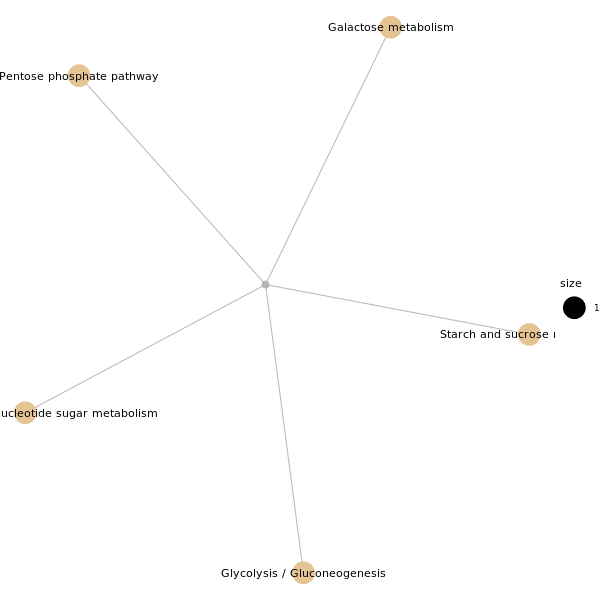 Galactose metabolism
Pentose phosphate pathway
size
1
Starch and sucrose
ucleotide sugar metabolism
Glycolysis / Gluconeogenesis